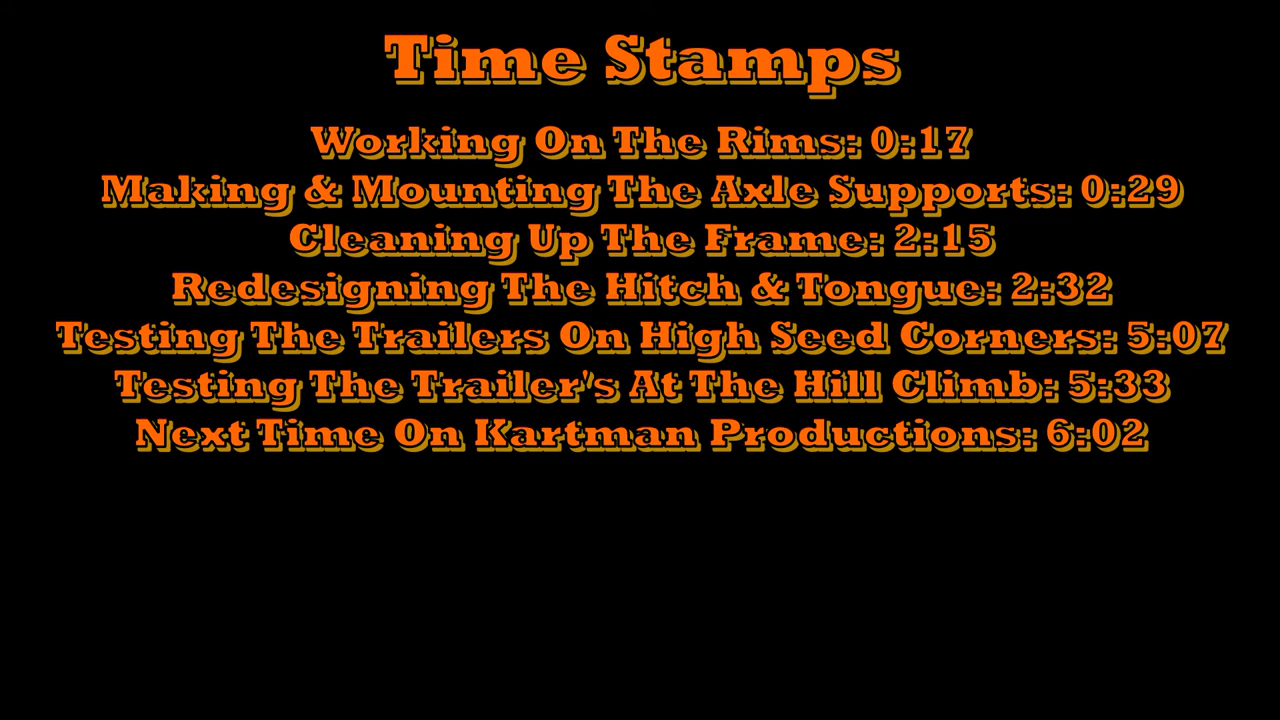 Time Stamps
Working On The Rims: 0:17
Making & Mounting The Axle Supports: 0:29
Cleaning Up The Frame: 2:15
Redesigning The Hitch & Tongue: 2:32
Testing The Trailers On High Seed Corners: 5:07
Testing The Trailer's At The Hill Climb: 5:33
Next Time On Kartman Productions: 6:02